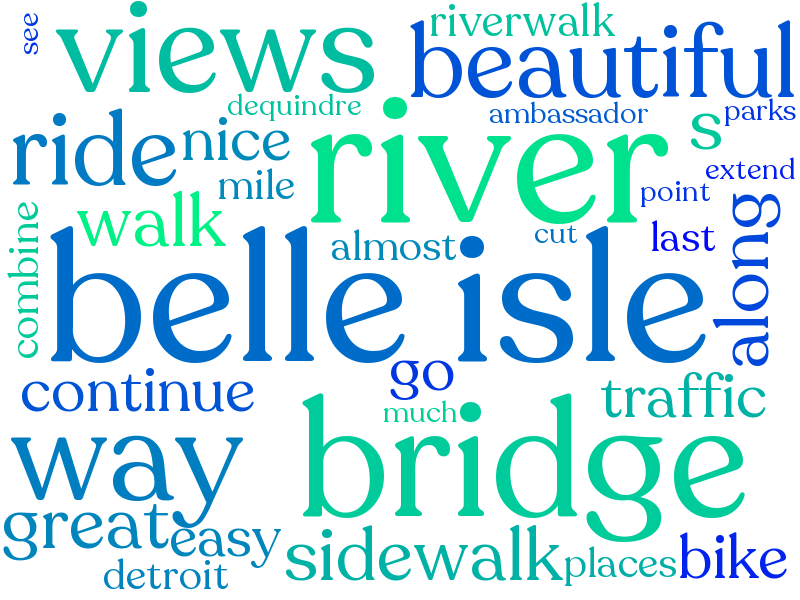 see
views
riverwalk
beautiful
dequindre
ambassador
parks
ride
nice
river
s
mile
extend
point
combine
walk
almost
cut
last
along
belle isle
continue
go
much
traffic
way
bridge
great
easy
detroit
sidewalk
places
bike